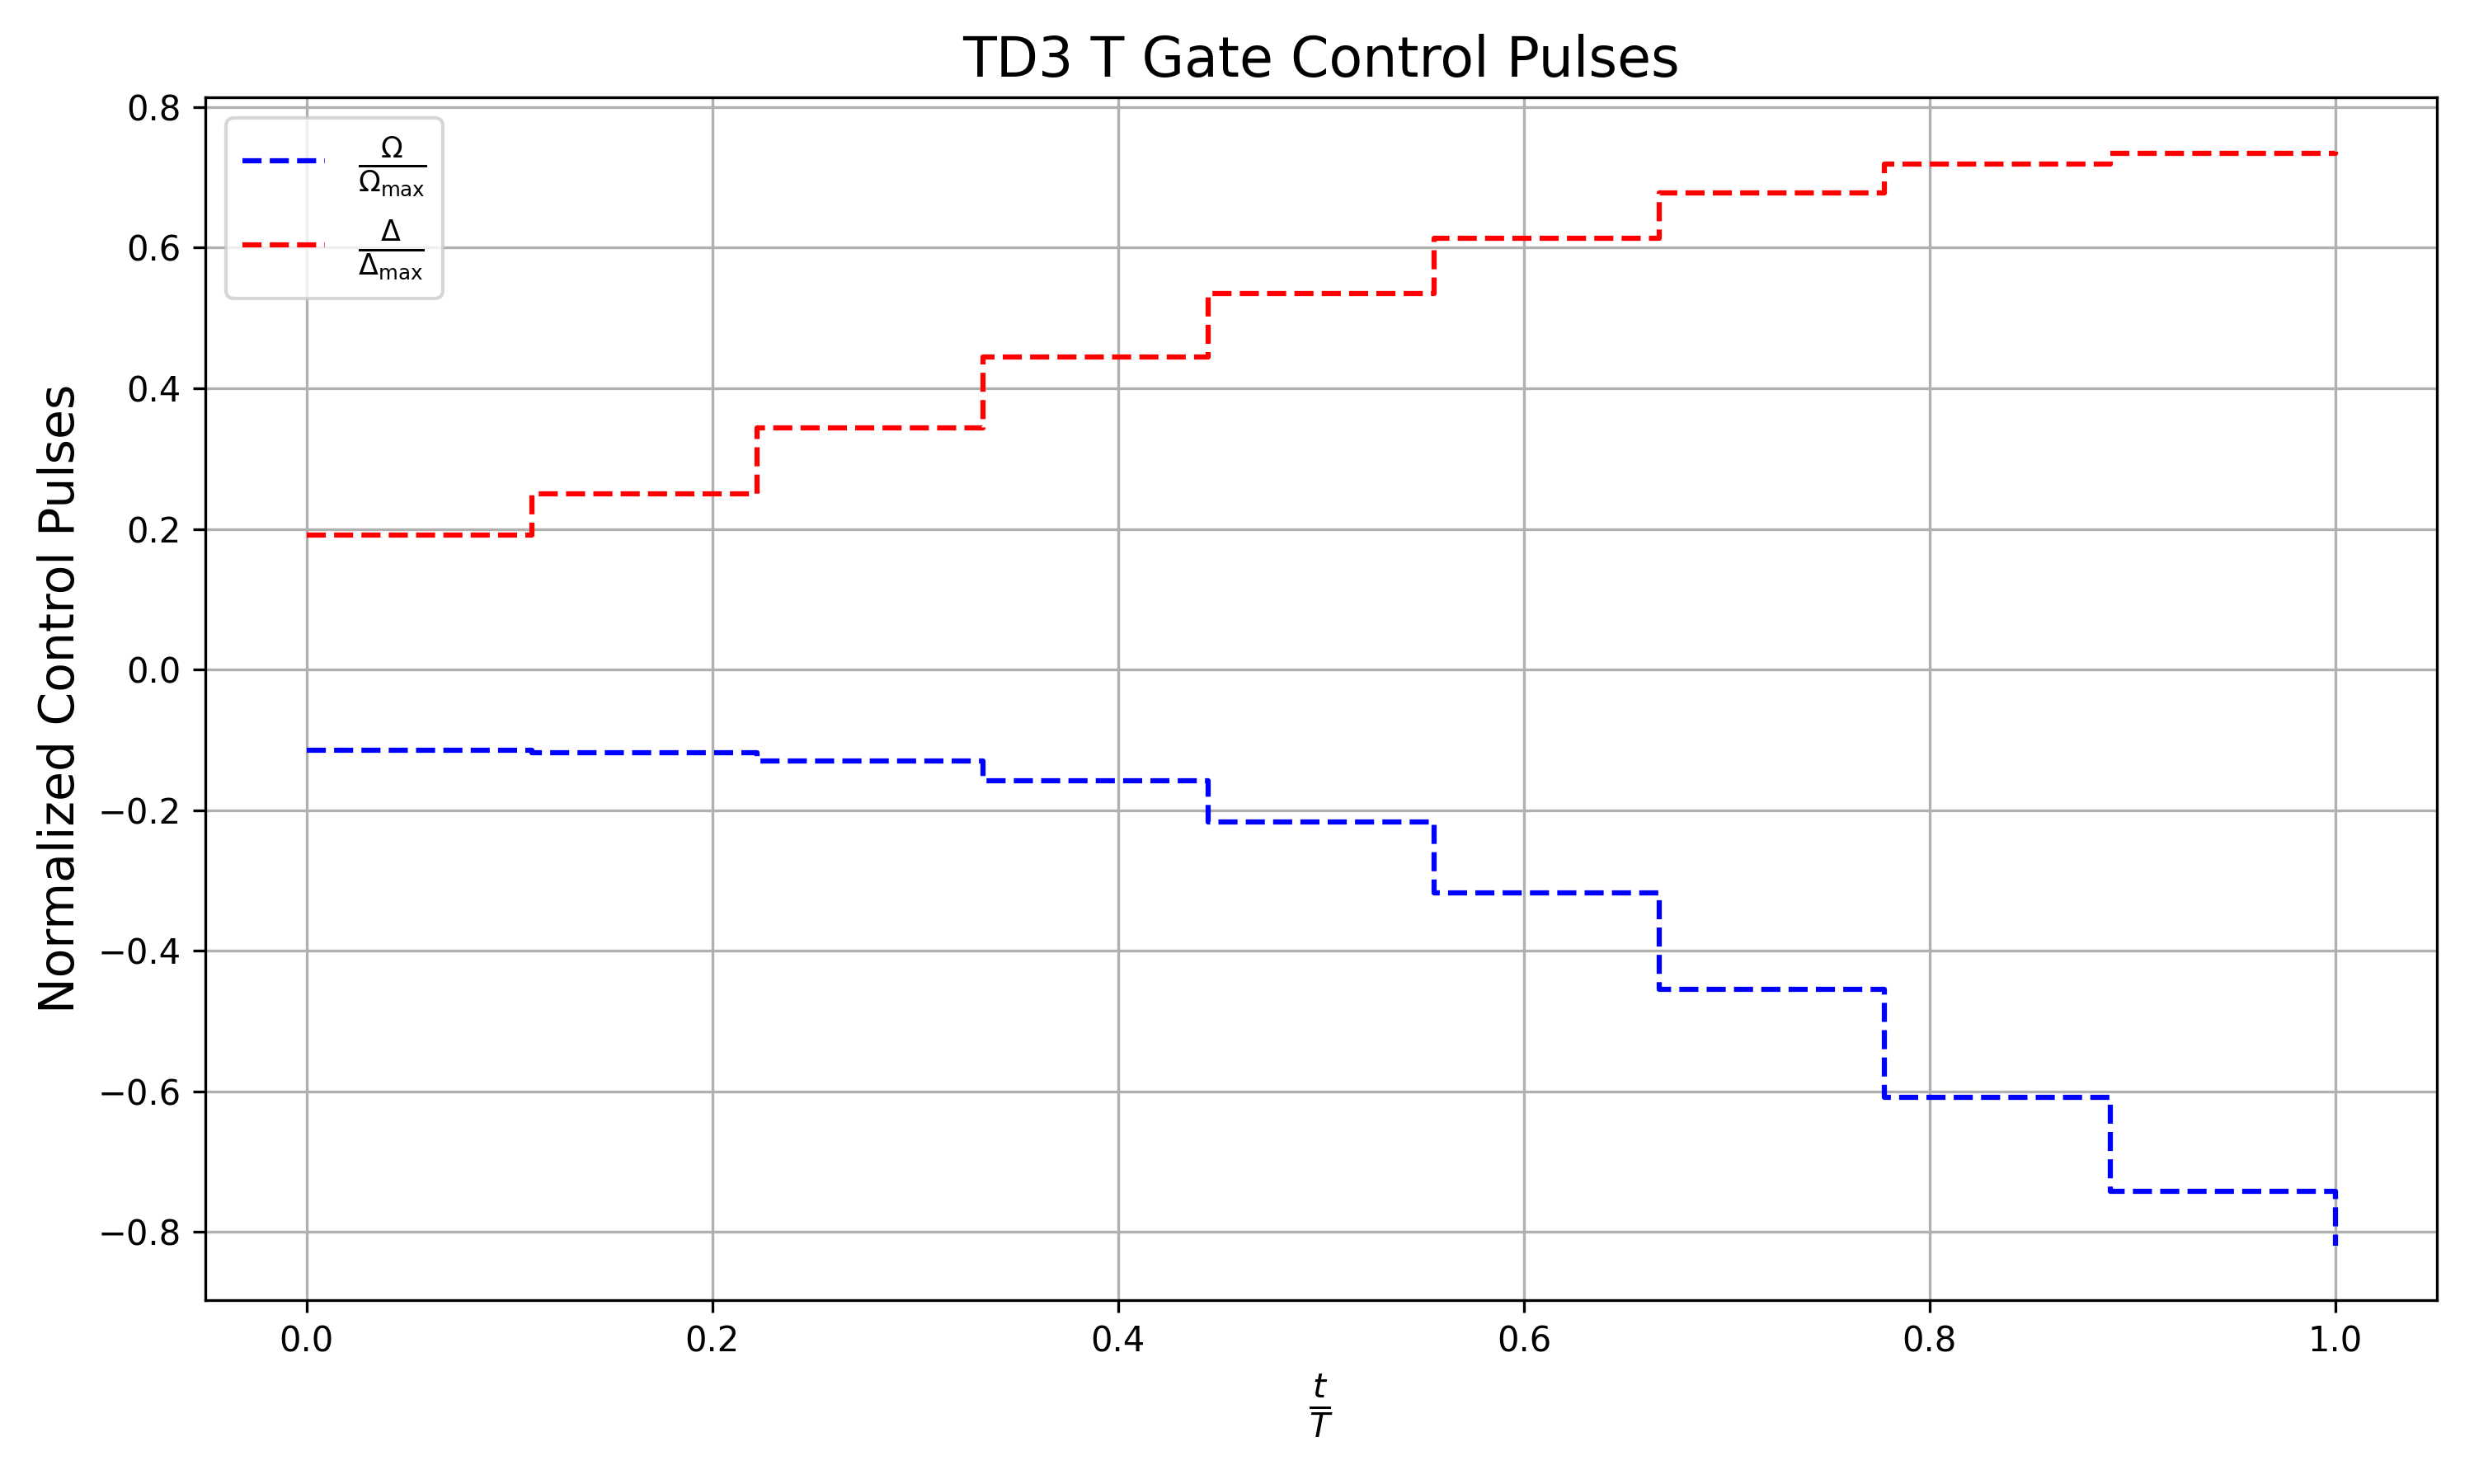 TD3 T Gate Control Pulses
Normalized Control Pulses
0.8
0.6
0.4
0.2
0.0
−0.2
−0.4
−0.6
−0.8
Ω
Ωmax
Δ
Δmax
0.0 0.2 0.4 0.6 0.8 1.0
t
T